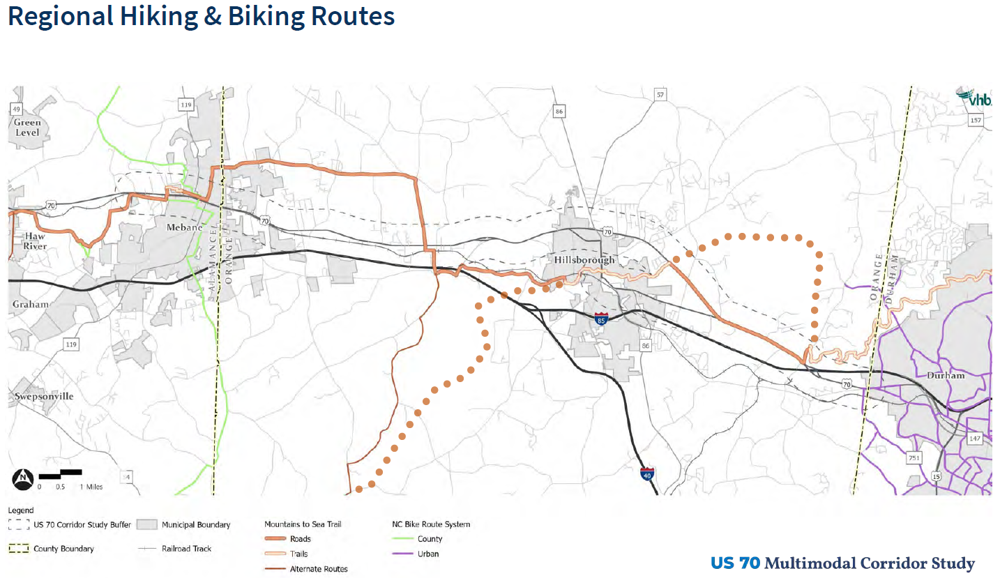 Regional Hiking & Biking Routes
vhb
49
119
86
57
157
Green
Level
70
Mebane
70
Haw
River
ALAMANCE
ORANGE
70
Hillsborough
ORANGE
DURHAM
Graham
119
85
86
70
Durham
Swepsonville
147
751
54
40
15
N
0 0.5 1 Miles
Legend
US 70 Corridor Study Buffer
Municipal Boundary
County Boundary
Railroad Track
Mountains to Sea Trail
Roads
Trails
Alternate Routes
NC Bike Route System
County
Urban
US 70 Multimodal Corridor Study